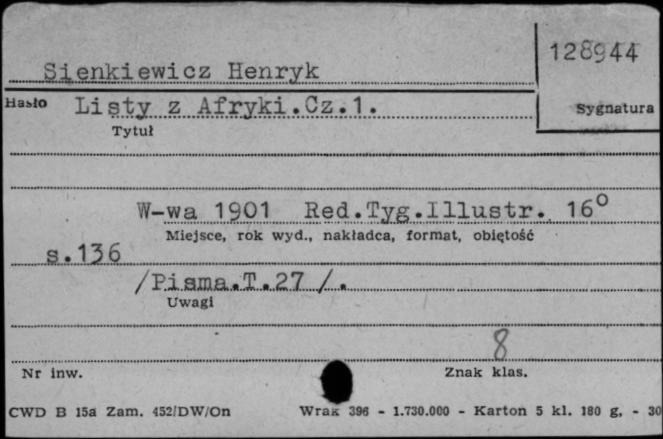 128944
Sienkiewicz Henryk
Hasło Listy z Afryki.Cz.1. Sygnatura
Tytuł
W-wa 1901 Red.Tyg.Illustr. 16°
Miejsce, rok wyd., nakładca, format, objętość
s.136
/Pisma.T.27 /.
Uwagi
8
Nr inw. Znak klas.
CWD B 15a Zam. 452/DW/On Wrak 396 - 1.730.000 - Karton 5 kl. 180 g, - 30